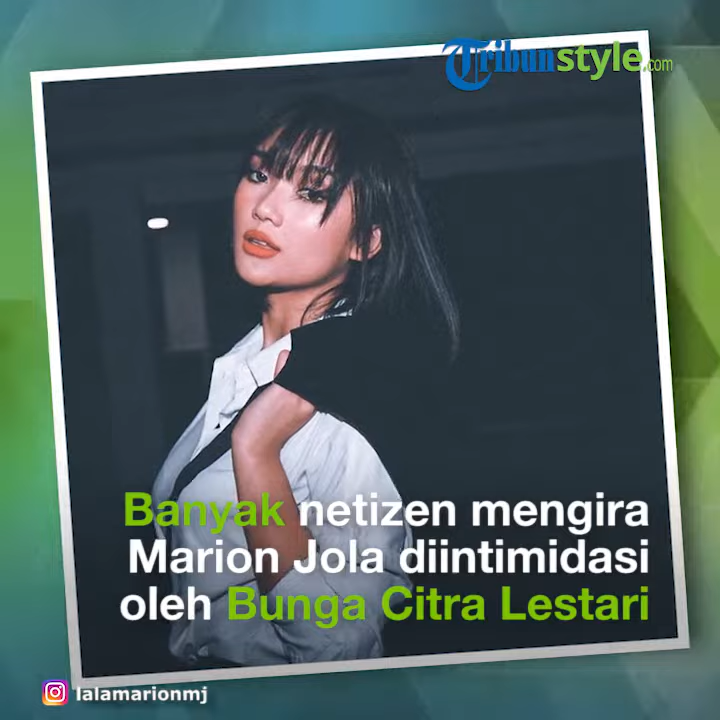 Tribunstyle.com
Banyak netizen mengira
Marion Jola diintimidasi
oleh Bunga Citra Lestari
lalamarionmj